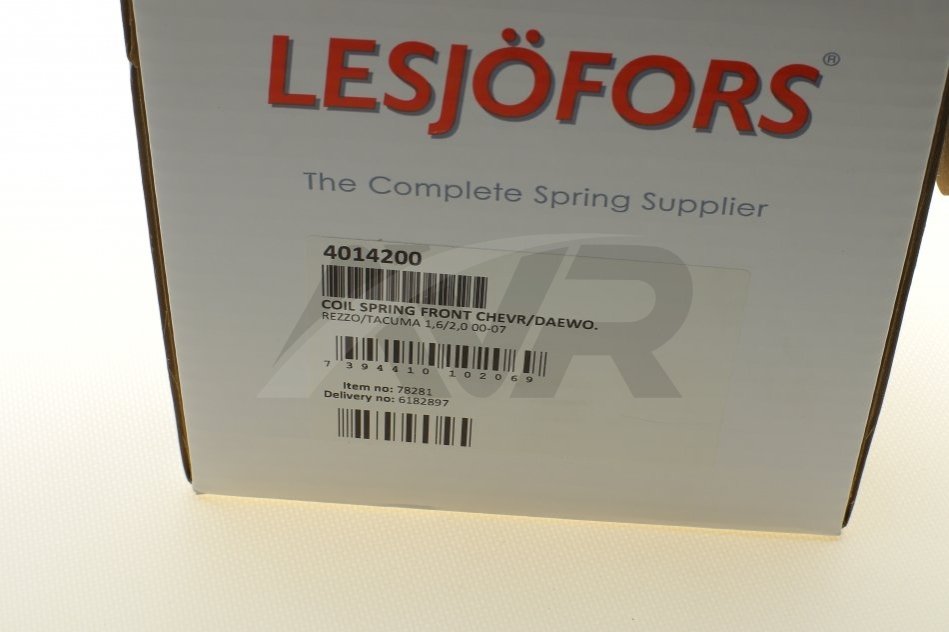 LESJÖFORS®
The Complete Spring Supplier
4014200
COIL SPRING FRONT CHEVR/DAEWO.
REZZO/TACUMA 1,6/2,0 00-07
7 394410 102069
Item no: 78281
Delivery no: 6182897